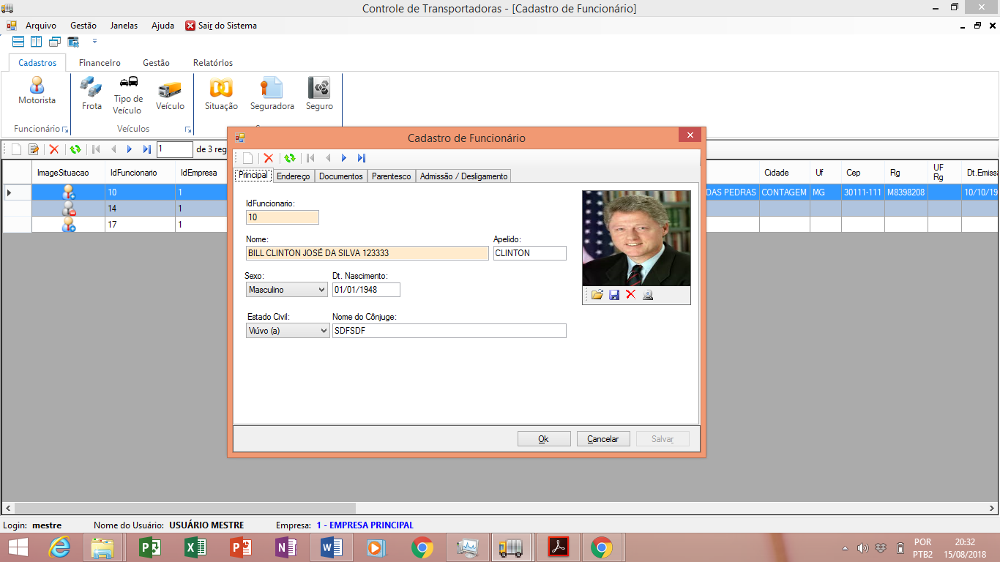 Controle de Transportadoras - [Cadastro de Funcionário]
Arquivo Gestão Janelas Ajuda Sair do Sistema
Cadastros Financeiro Gestão Relatórios
Motorista Frota Tipo de Veículo Veículo Situação Seguradora Seguro
Funcionário Veículos
1 de 3 reg
ImageSituacao IdFuncionario IdEmpresa Cidade Uf Cep Rg UF Rg Dt.Emissa
10 1 DAS PEDRAS CONTAGEM MG 30111-111 M8398208 10/10/19
14 1
17 1
Cadastro de Funcionário
Principal Endereço Documentos Parentesco Admissão / Desligamento
IdFuncionario:
10
Nome: Apelido:
BILL CLINTON JOSÉ DA SILVA 123333 CLINTON
Sexo: Dt. Nascimento:
Masculino 01/01/1948
Estado Civil: Nome do Cônjuge:
Viúvo (a) SDFSDF
Ok Cancelar Salvar
Login: mestre Nome do Usuário: USUÁRIO MESTRE Empresa: 1 - EMPRESA PRINCIPAL
POR 20:32
PTB2 15/08/2018